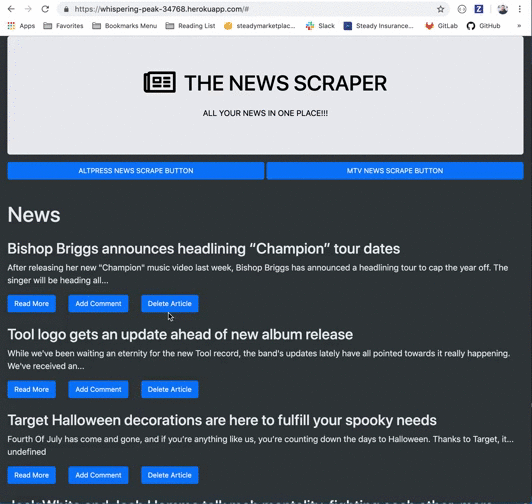 https://whispering-peak-34768.herokuapp.com/#
Apps Bookmarks Menu Reading List steadymarketplac... Slack Steady Insurance... GitLab GitHub
THE NEWS SCRAPER
ALL YOUR NEWS IN ONE PLACE!!!
ALTPRESS NEWS SCRAPE BUTTON MTV NEWS SCRAPE BUTTON
News
Bishop Briggs announces headlining “Champion” tour dates
After releasing her new "Champion" music video last week, Bishop Briggs has announced a headlining tour to cap the year off. The
singer will be heading all...
Read More Add Comment Delete Article
Tool logo gets an update ahead of new album release
While we've been waiting an eternity for the new Tool record, the band's updates lately have all pointed towards it really happening.
We've received an...
Read More Add Comment Delete Article
Target Halloween decorations are here to fulfill your spooky needs
Fourth Of July has come and gone, and if you're anything like us, you're counting down the days to Halloween. Thanks to Target, it...
undefined
Read More Add Comment Delete Article